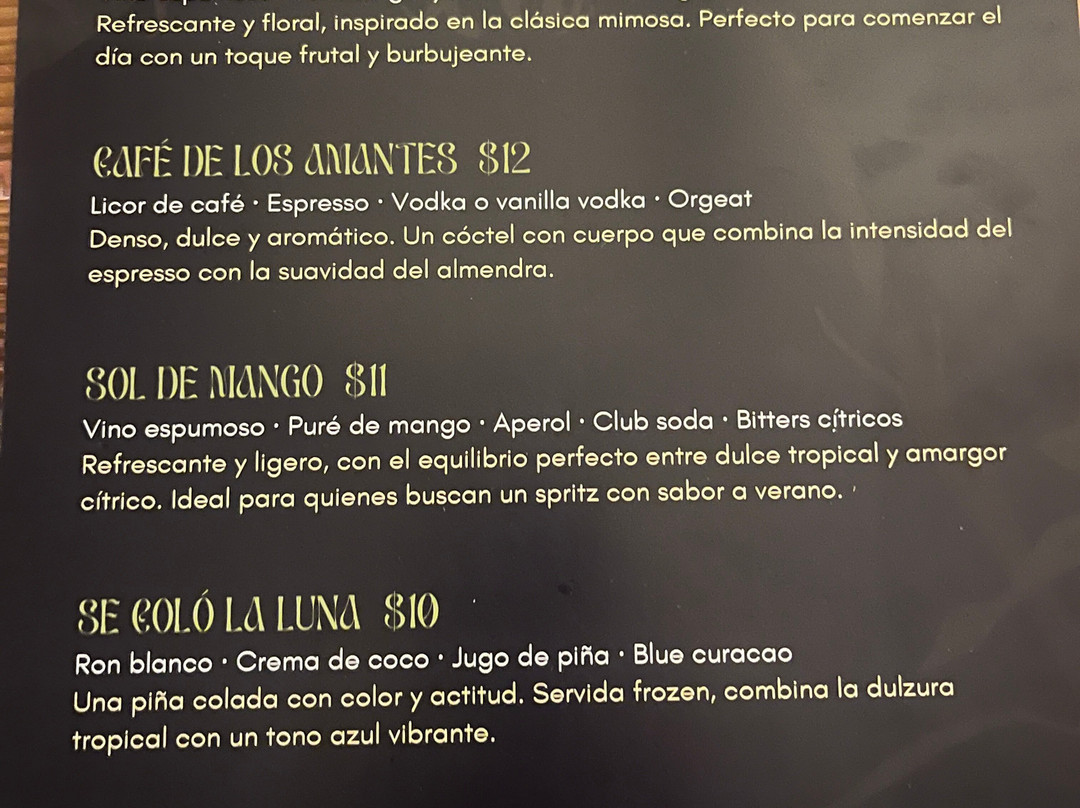 Refrescante y floral, inspirado en la clásica mimosa. Perfecto para comenzar el
día con un toque frutal y burbujeante.
CAFÉ DE LOS AMANTES $12
Licor de café · Espresso · Vodka o vanilla vodka · Orgeat
Denso, dulce y aromático. Un cóctel con cuerpo que combina la intensidad del
espresso con la suavidad del almendra.
SOL DE MANGO $11
Vino espumoso · Puré de mango · Aperol · Club soda · Bitters cítricos
Refrescante y ligero, con el equilibrio perfecto entre dulce tropical y amargor
cítrico. Ideal para quienes buscan un spritz con sabor a verano.
SE COLÓ LA LUNA $10
Ron blanco · Crema de coco · Jugo de piña · Blue curacao
Una piña colada con color y actitud. Servida frozen, combina la dulzura
tropical con un tono azul vibrante.